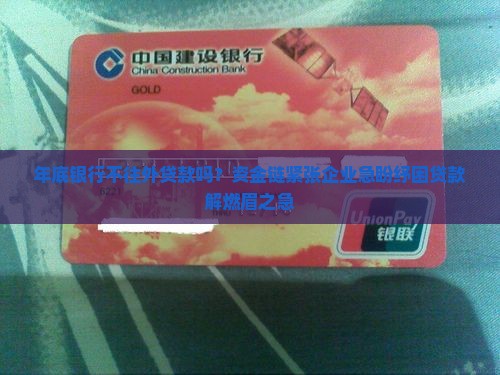 中国建设银行
China Construction Bank
GOLD
年底银行不往外贷款吗？资金链紧张企业急盼纾困贷款
解燃眉之急
UnionPay
银联